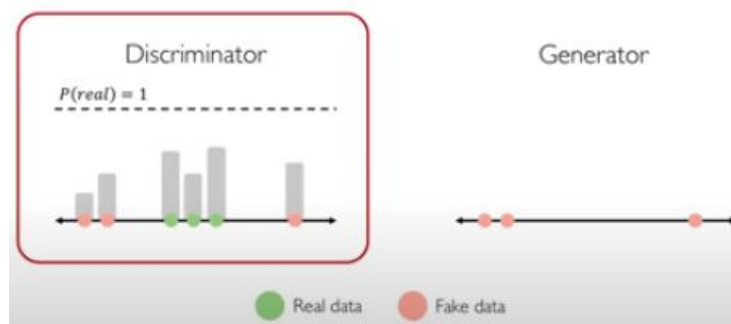 Discriminator
Generator
P(real) = 1
Real data
Fake data